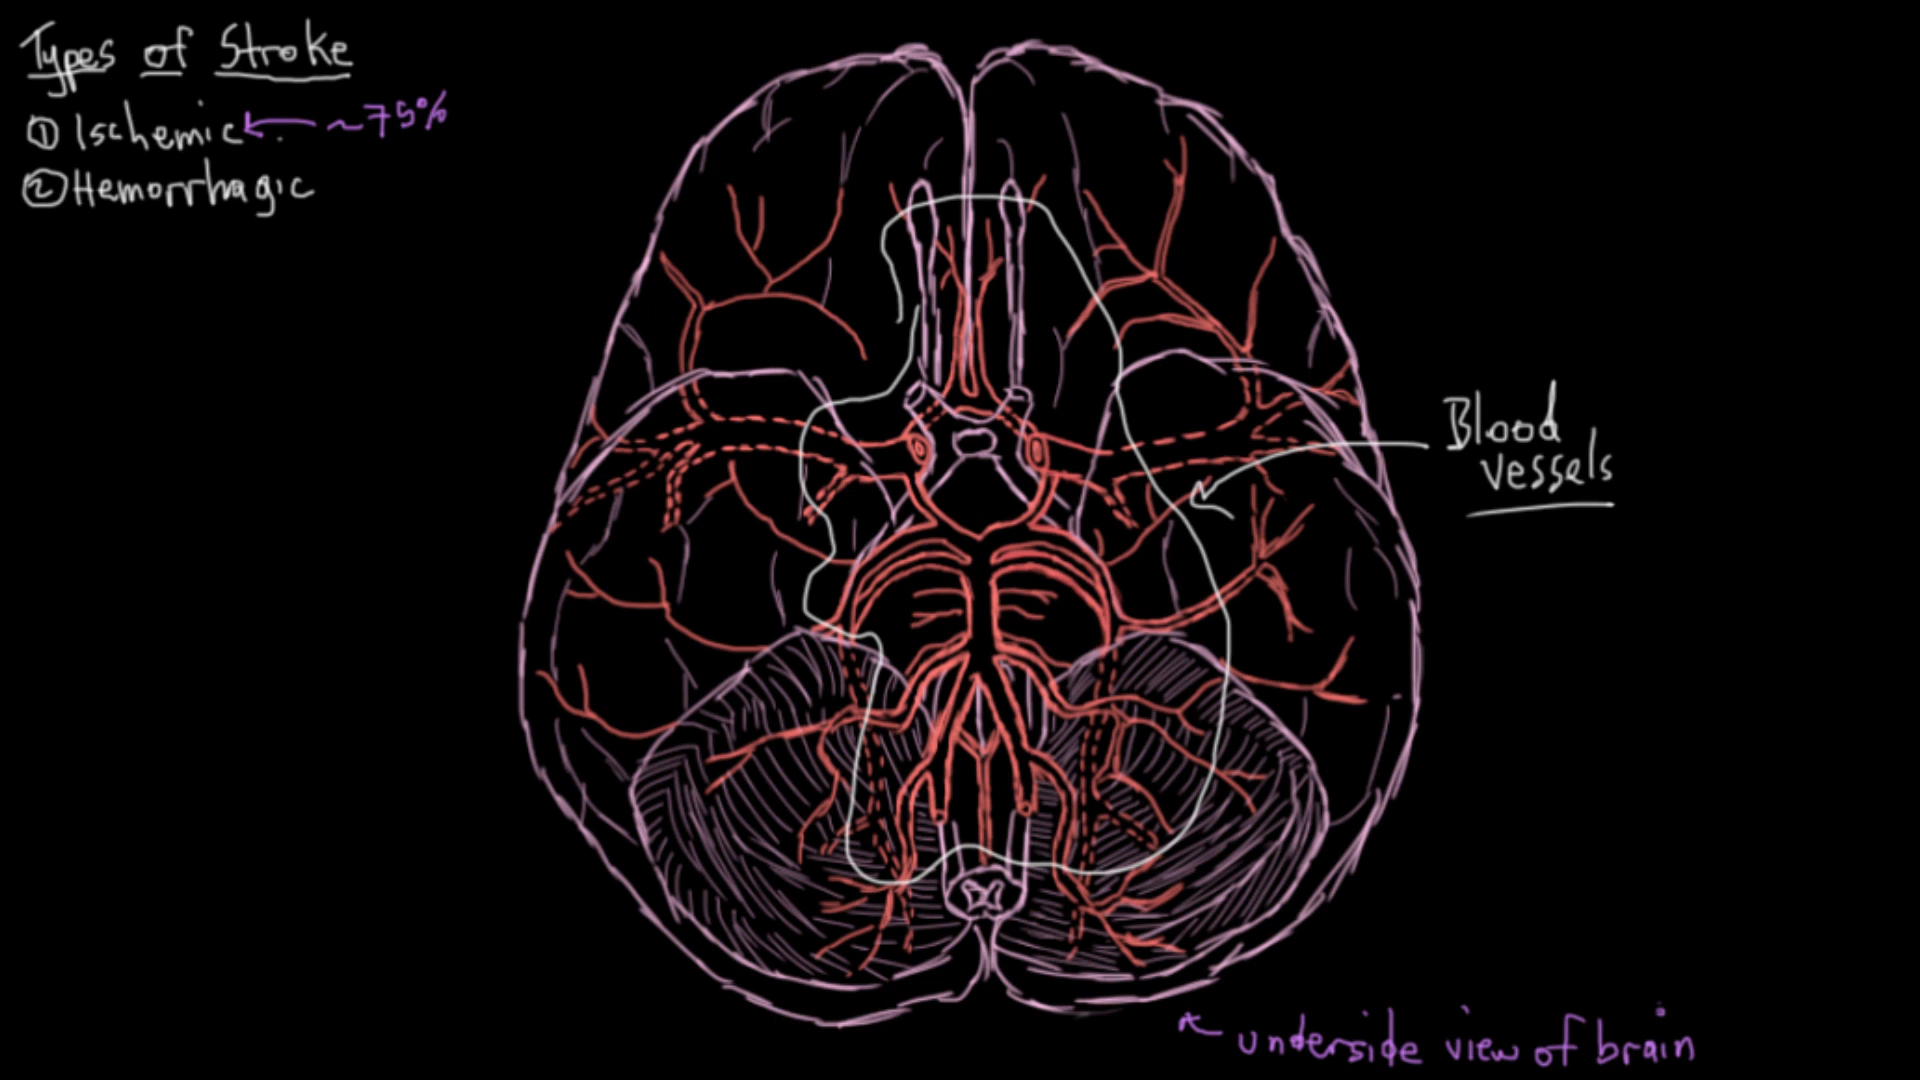 Types of Stroke
① Ischemic ← ~75%
② Hemorrhagic
Blood
vessels
underside view of brain